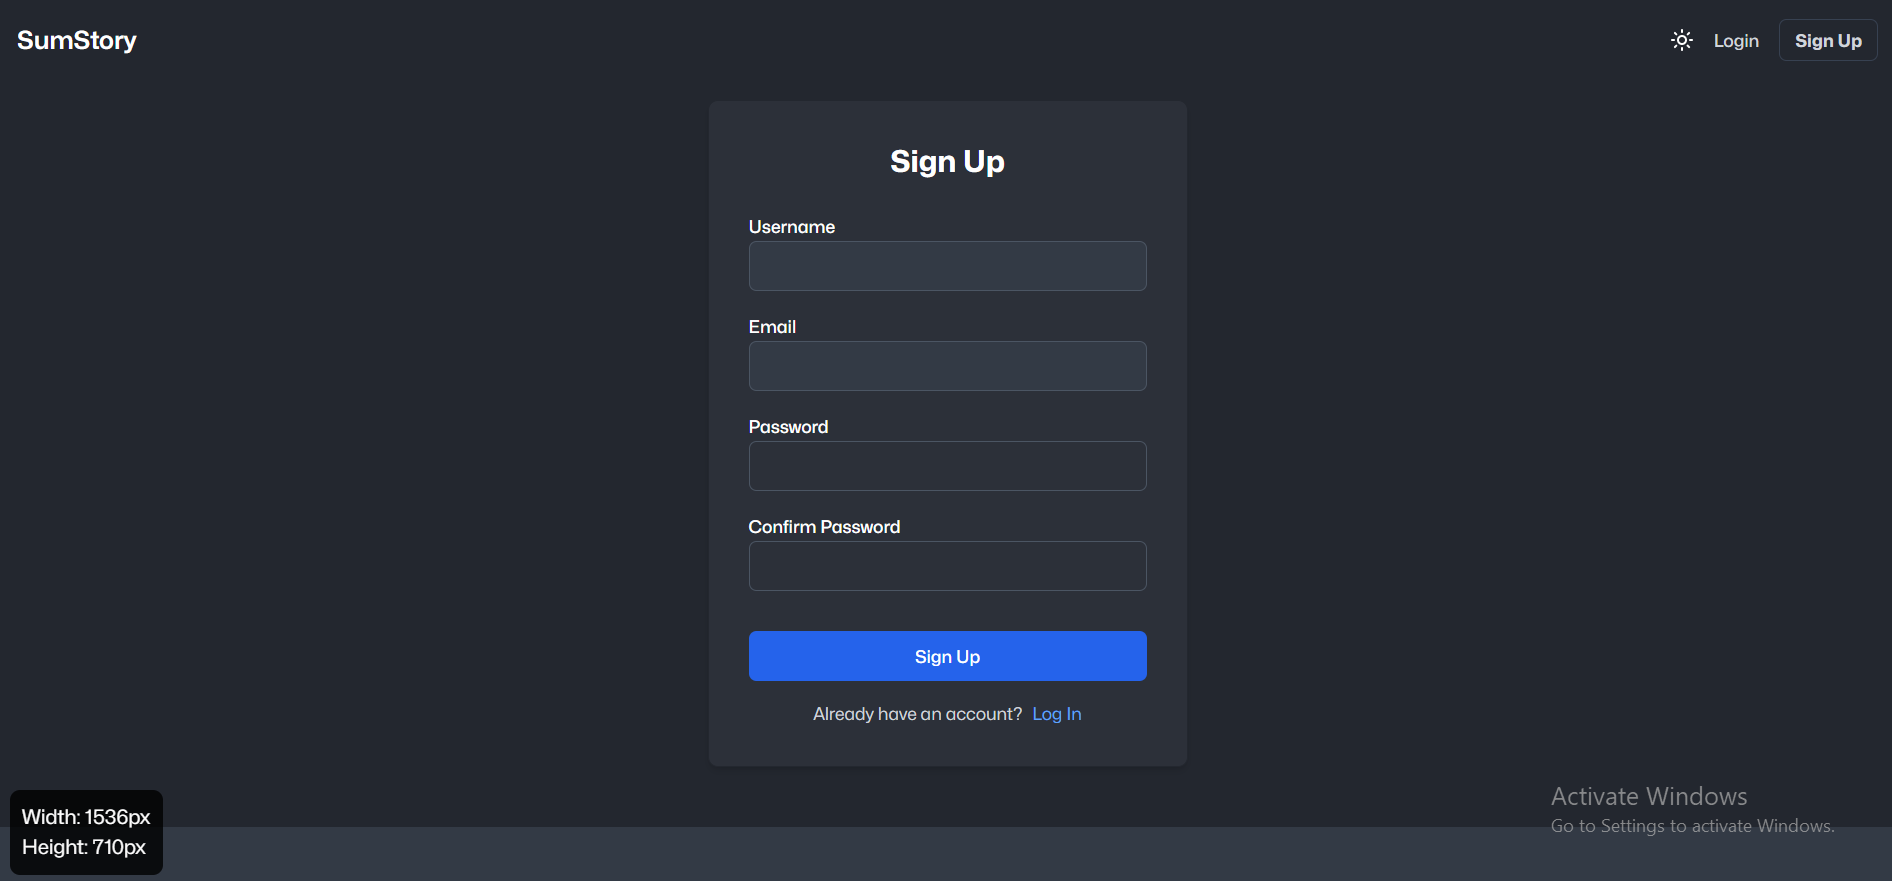 SumStory
Login
Sign Up
Sign Up
Username
Email
Password
Confirm Password
Sign Up
Already have an account? Log In
Activate Windows
Go to Settings to activate Windows.
Width: 1536px
Height: 710px